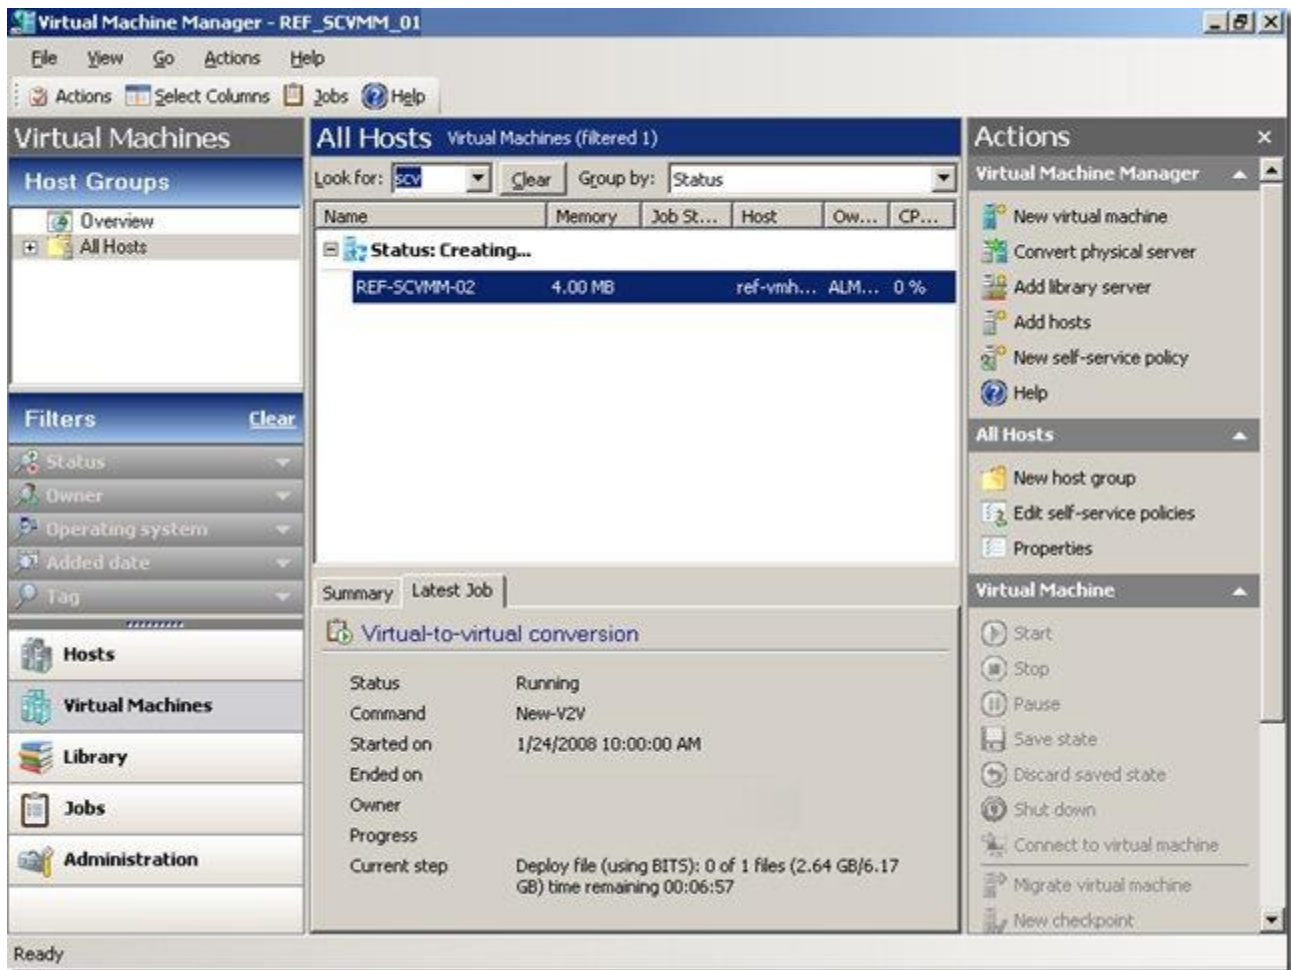 Virtual Machine Manager - REF_SCVMM_01
File View Go Actions Help
Actions Select Columns Jobs Help
Virtual Machines
Host Groups
Overview
All Hosts
Filters Clear
Status
Owner
Operating system
Added date
Tag
Hosts
Virtual Machines
Library
Jobs
Administration
All Hosts Virtual Machines (filtered 1)
Look for: scv Clear Group by: Status
Name Memory Job St... Host Ow... CP...
Status: Creating...
REF-SCVMM-02 4.00 MB ref-vmh... ALM... 0 %
Summary Latest Job
Virtual-to-virtual conversion
Status Running
Command New-V2V
Started on 1/24/2008 10:00:00 AM
Ended on
Owner
Progress
Current step Deploy file (using BITS): 0 of 1 files (2.64 GB/6.17
GB) time remaining 00:06:57
Actions
Virtual Machine Manager
New virtual machine
Convert physical server
Add library server
Add hosts
New self-service policy
Help
All Hosts
New host group
Edit self-service policies
Properties
Virtual Machine
Start
Stop
Pause
Save state
Discard saved state
Shut down
Connect to virtual machine
Migrate virtual machine
New checkpoint
Ready